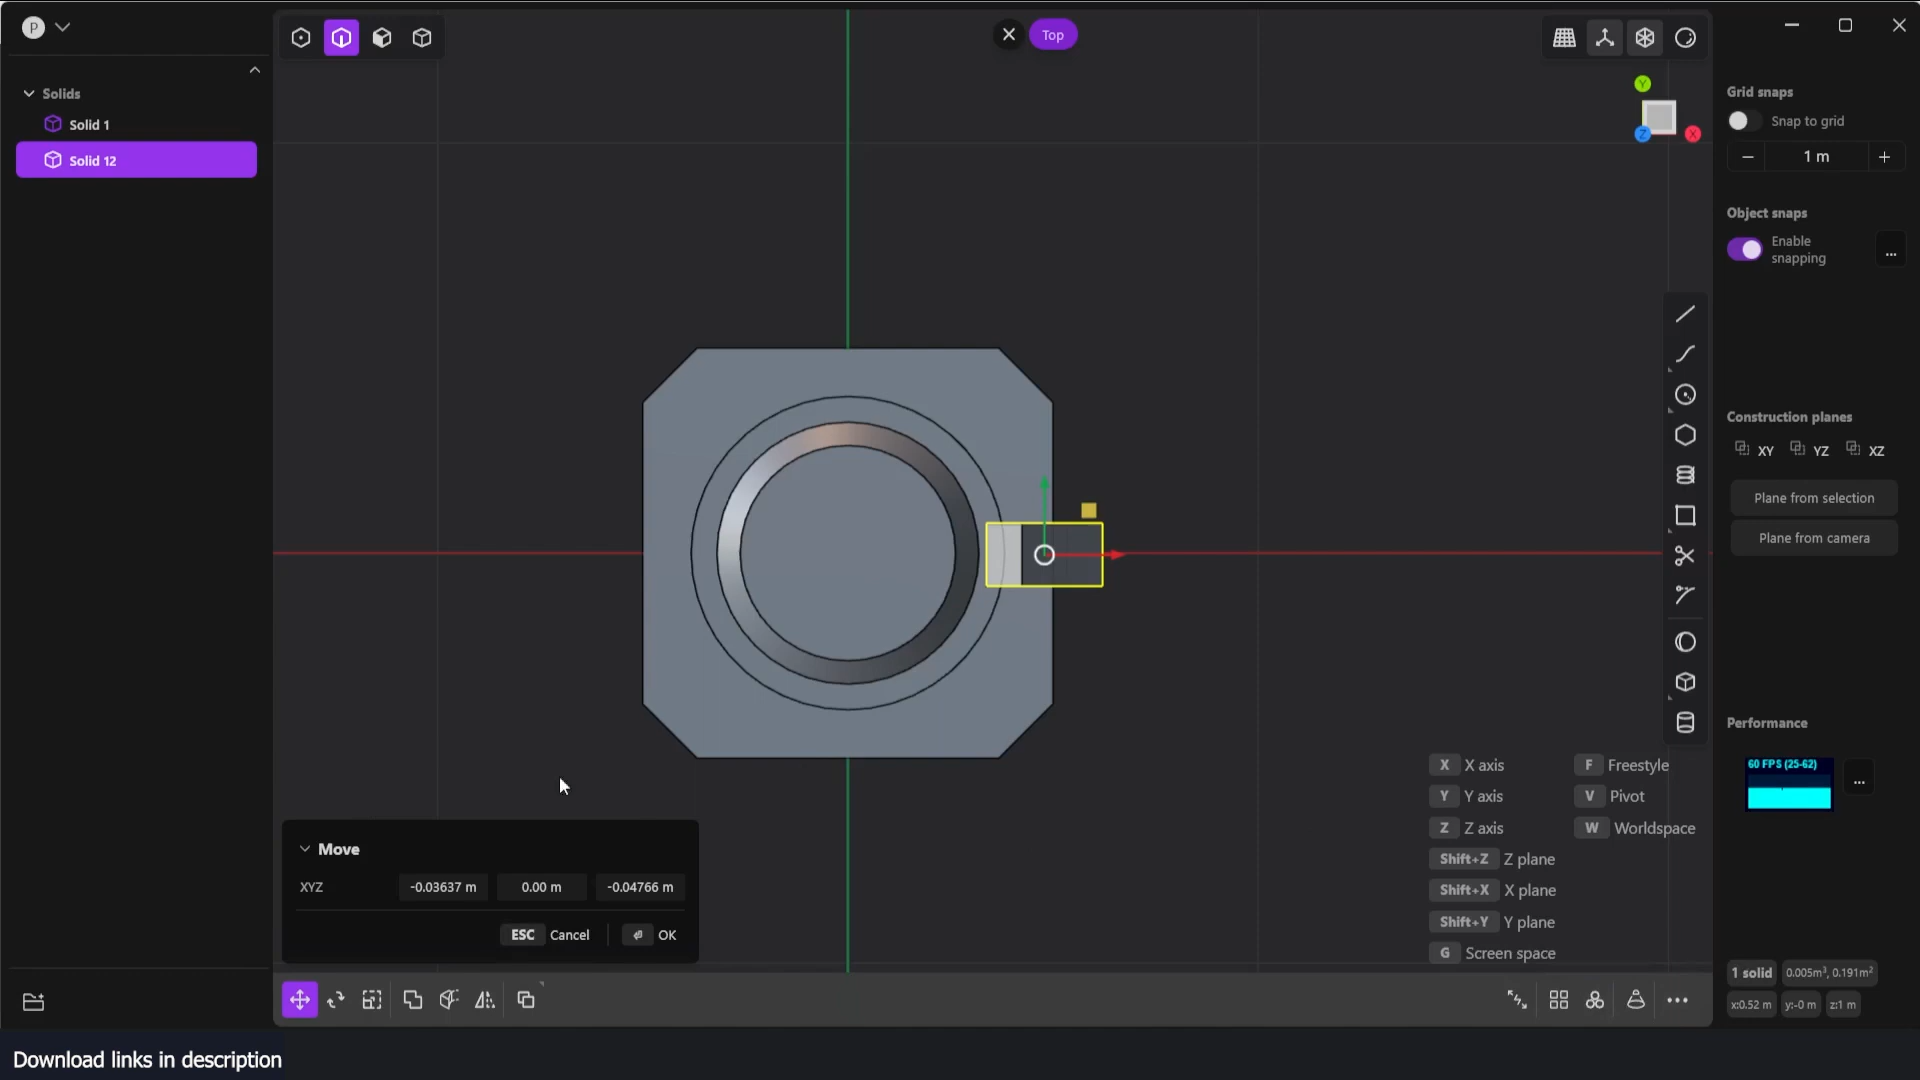 P
Top
Solids
Solid 1
Solid 12
Y
Z
X
Grid snaps
Snap to grid
1 m
Object snaps
Enable
snapping
...
Construction planes
XY
YZ
XZ
Plane from selection
Plane from camera
Performance
60 FPS (25-62)
...
X X axis
F Freestyle
Y Y axis
V Pivot
Z Z axis
W Worldspace
Shift+Z Z plane
Shift+X X plane
Shift+Y Y plane
G Screen space
Move
XYZ
-0.03637 m
0.00 m
-0.04766 m
ESC Cancel
OK
1 solid
0.005m³, 0.191m²
x:0.52 m
y:-0 m
z:1 m
Download links in description